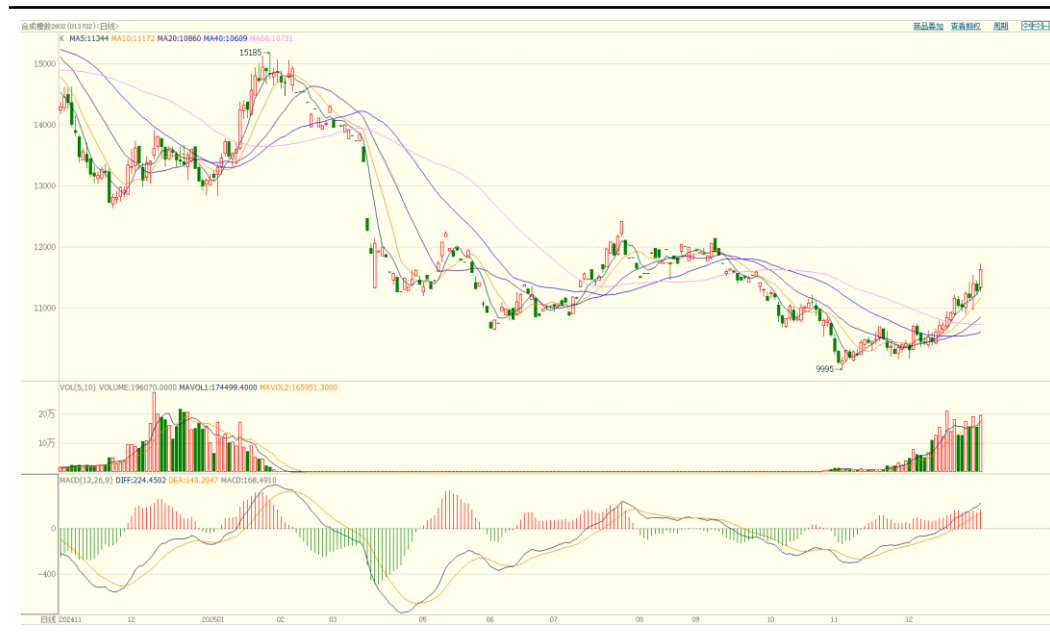 合成橡胶2602(013702)<日线>
商品叠加 查看期权 周期
K MA5:11344 MA10:11172 MA20:10860 MA40:10609 MA60:10731
15185
15000
14000
13000
12000
11000
9995
VOL(5,10) VOLUME:196070.0000 MAVOL1:174499.4000 MAVOL2:165951.3000
20万
10万
MACD(12,26,9) DIFF:224.4502 DEA:140.2047 MACD:168.4910
0
-400
日线 202411 12 202501 02 03 05 06 07 08 09 10 11 12